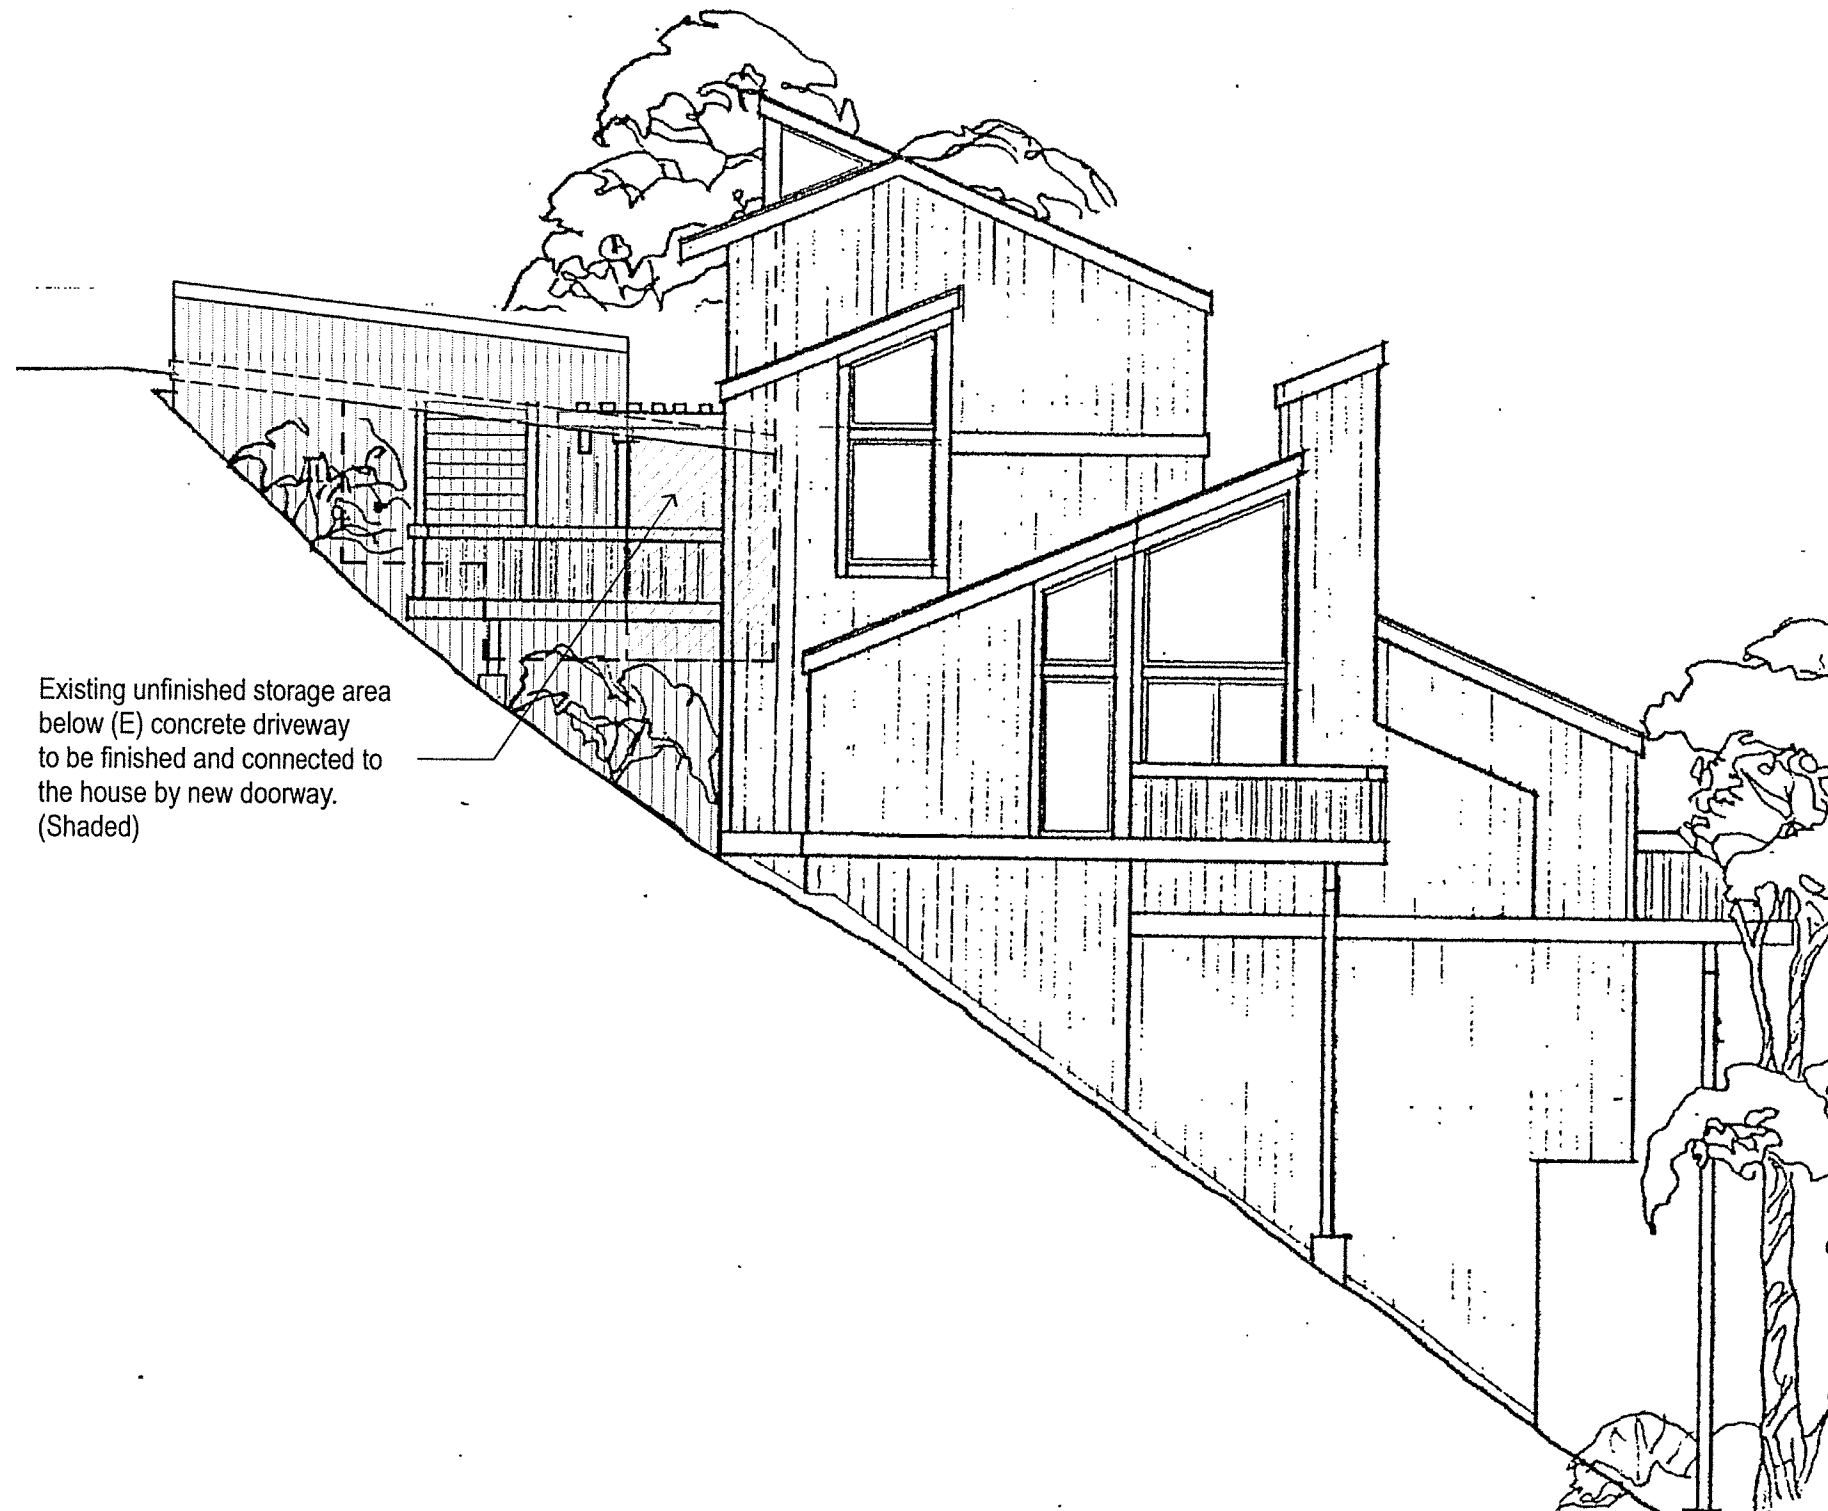 Existing unfinished storage area
below (E) concrete driveway
to be finished and connected to
the house by new doorway.
(Shaded)